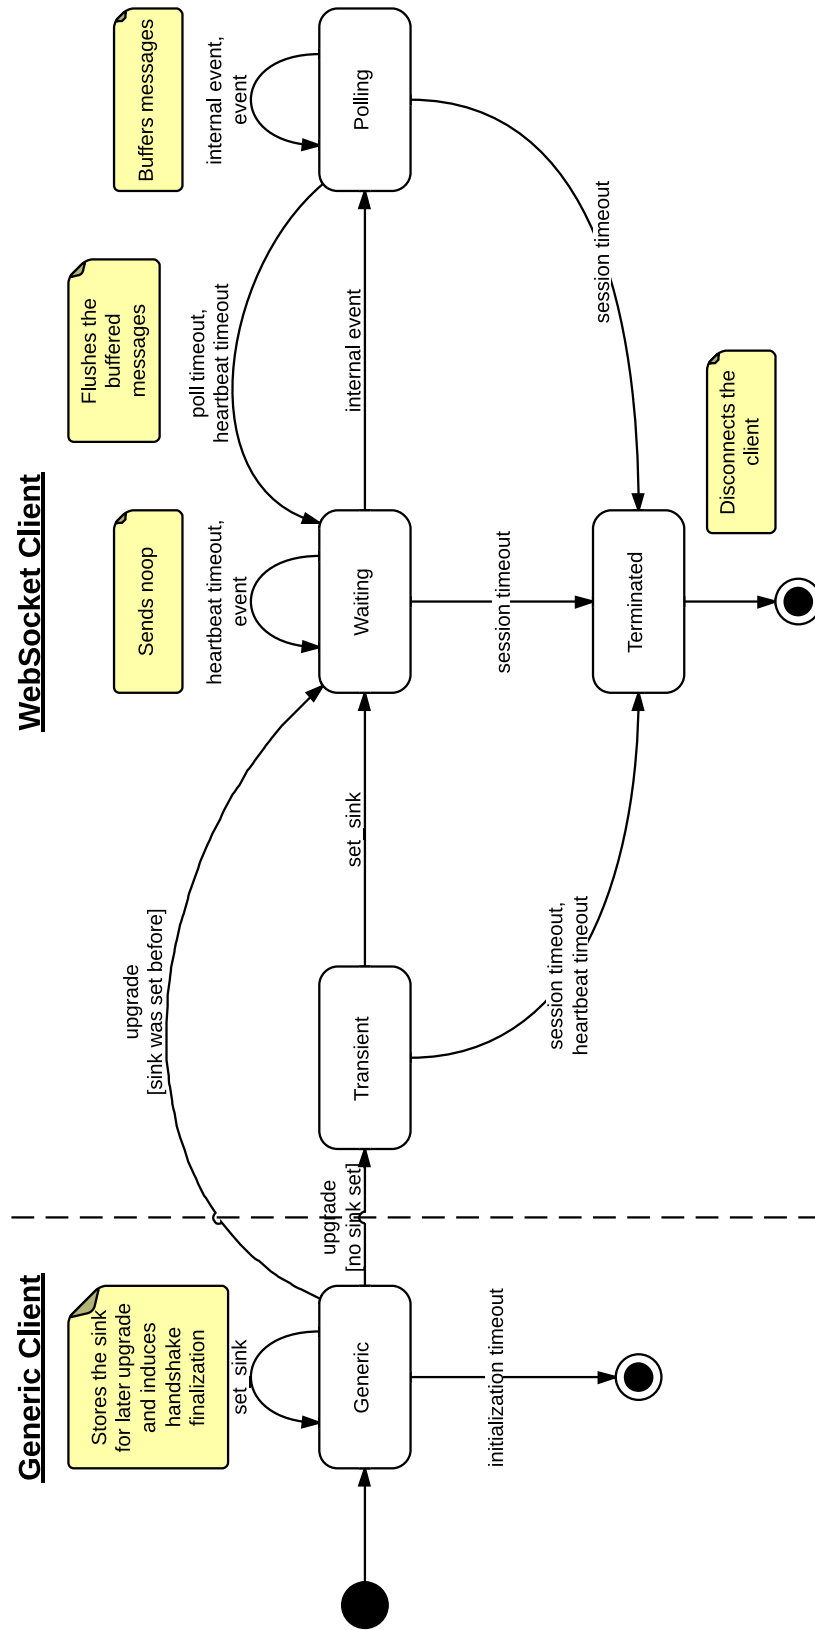 Generic Client
WebSocket Client
Stores the sink
for later upgrade
and induces
handshake
finalization
set_sink
Generic
initialization timeout
upgrade
[no sink set]
upgrade
[sink was set before]
Transient
session timeout,
heartbeat timeout
set_sink
Sends noop
heartbeat timeout,
event
Waiting
session timeout
Terminated
Disconnects the
client
Flushes the
buffered
messages
poll timeout,
heartbeat timeout
internal event
session timeout
Buffers messages
internal event,
event
Polling